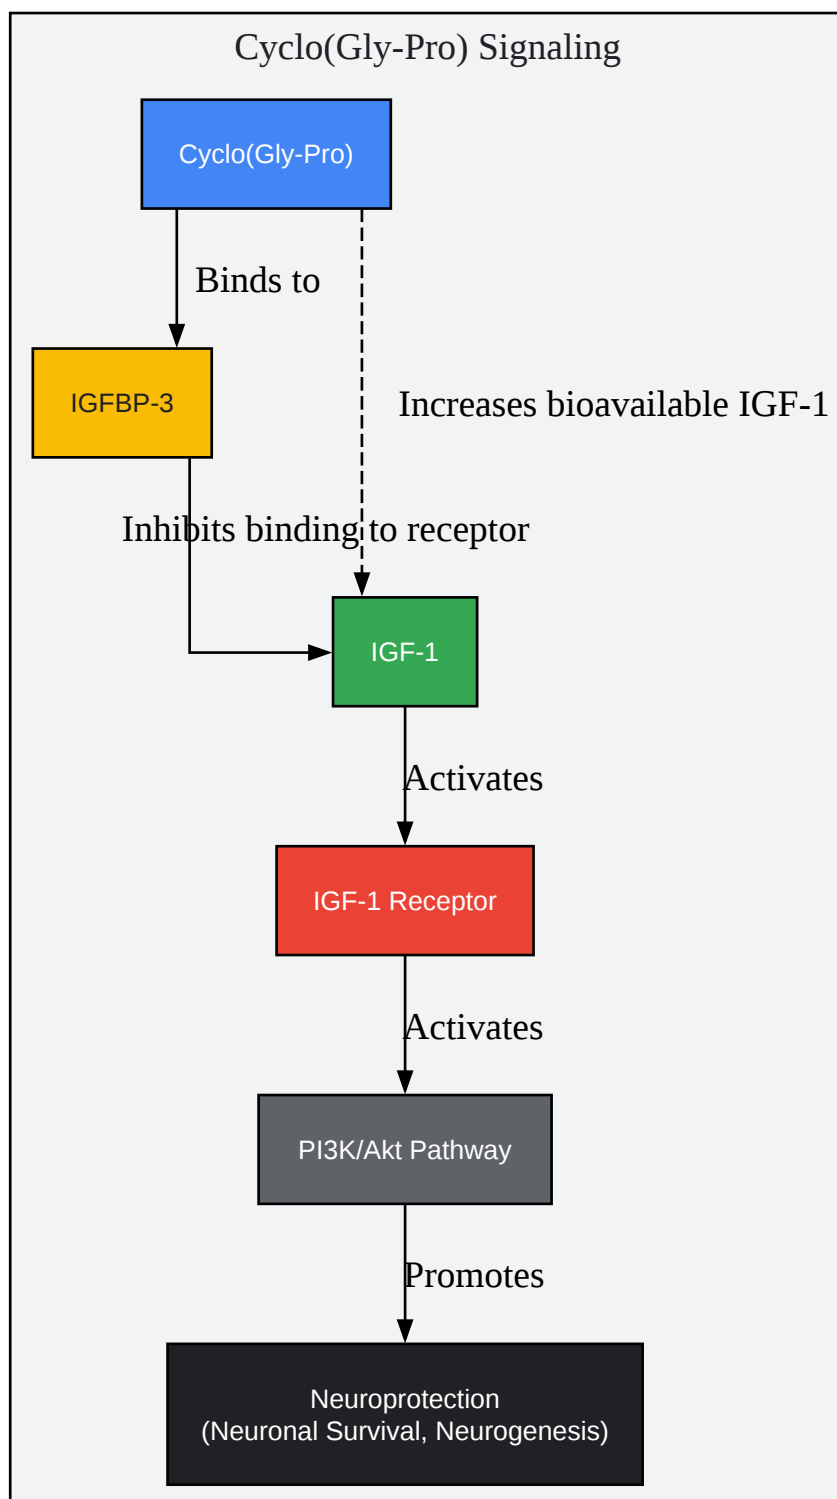 Cyclo(Gly-Pro) Signaling
Cyclo(Gly-Pro)
Binds to
IGFBP-3
Increases bioavailable IGF-1
Inhibits binding to receptor
IGF-1
Activates
IGF-1 Receptor
Activates
PI3K/Akt Pathway
Promotes
Neuroprotection
(Neuronal Survival, Neurogenesis)